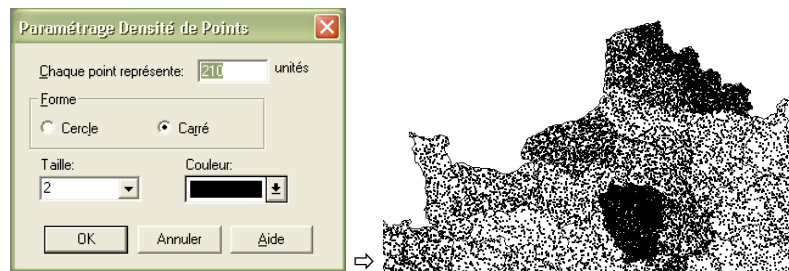 Paramétrage Densité de Points
Chaque point représente: 210 unités
Forme
Cercle Carré
Taille: Couleur:
2
OK Annuler Aide
⇨